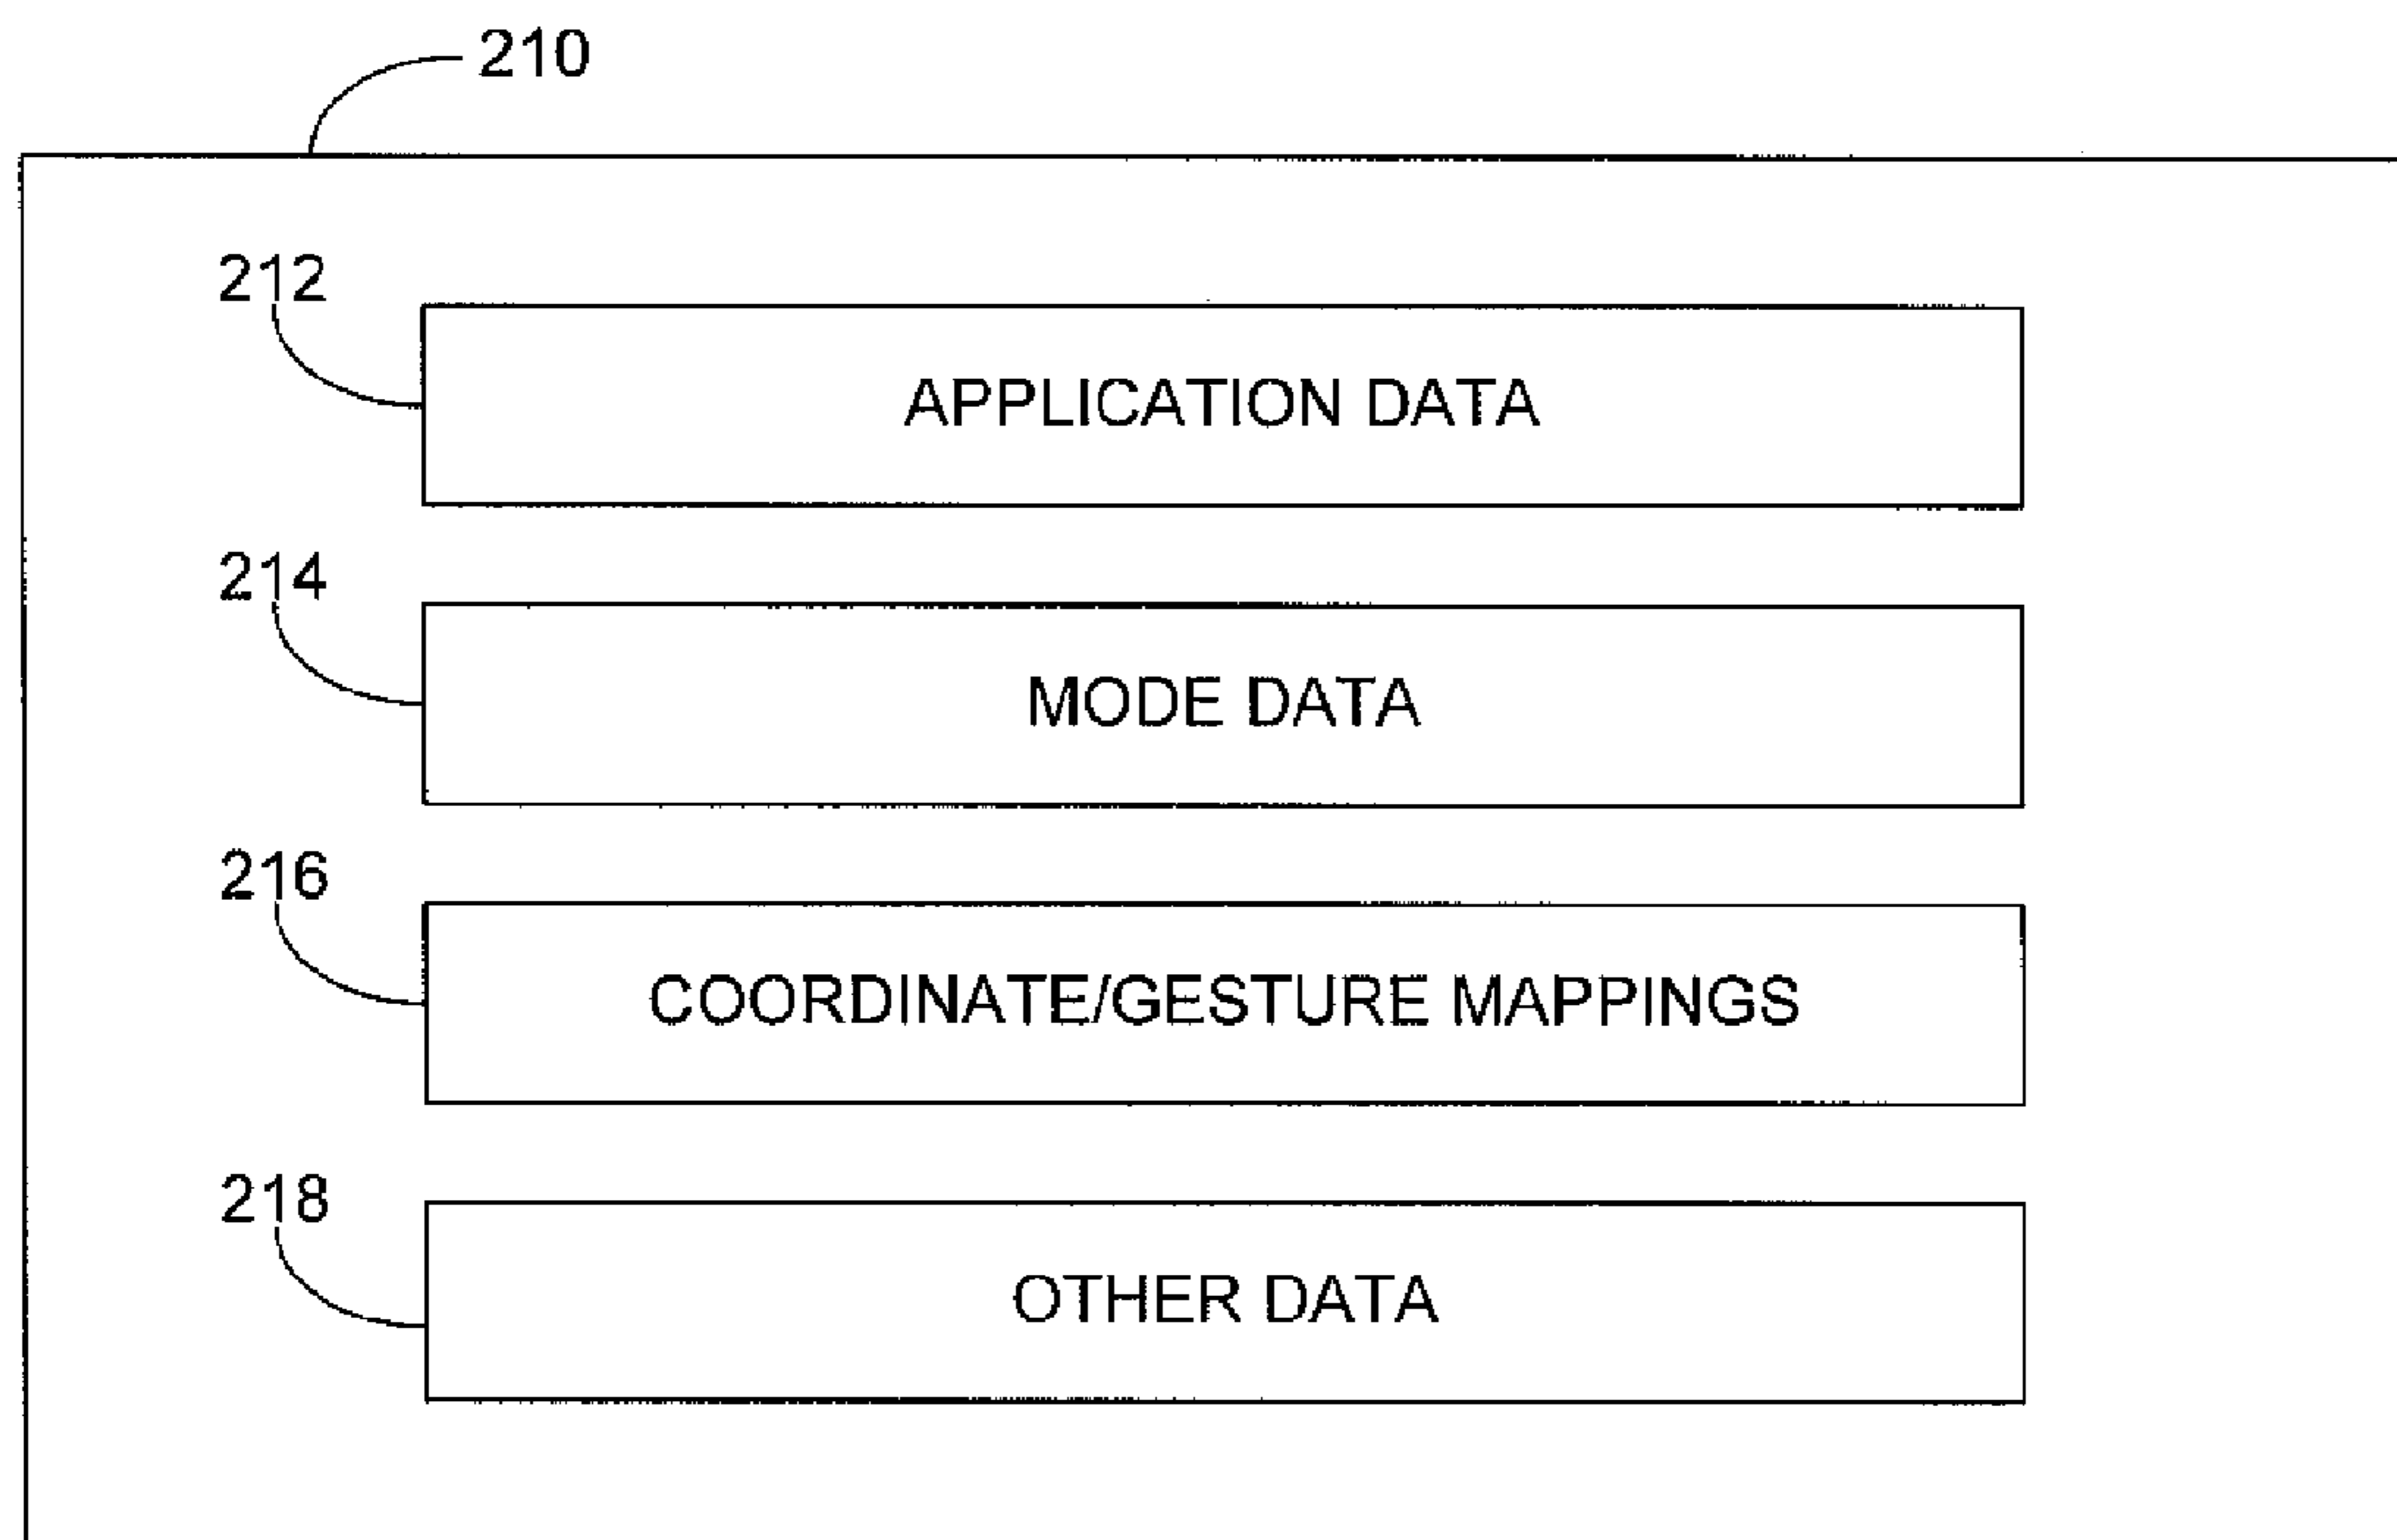 210
212
APPLICATION DATA
214
MODE DATA
216
COORDINATE/GESTURE MAPPINGS
218
OTHER DATA